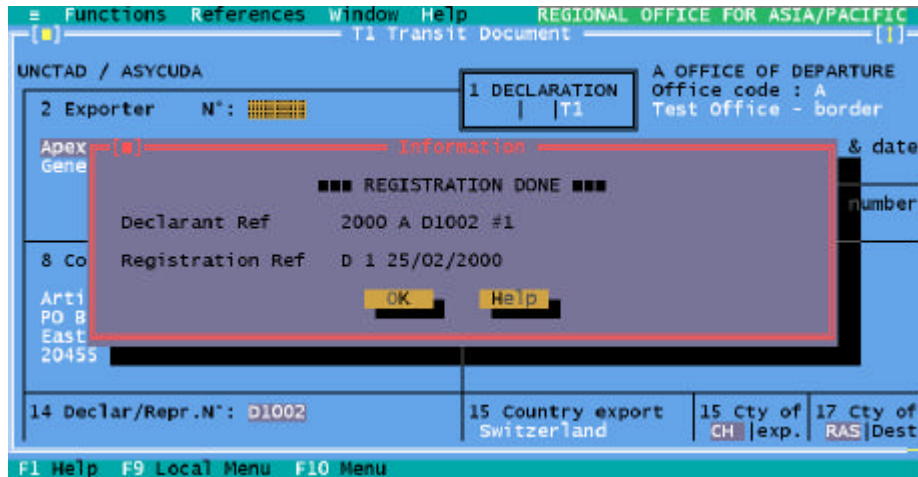 ≡ Functions References Window Help REGIONAL OFFICE FOR ASIA/PACIFIC
[■] T1 Transit Document [↕]
UNCTAD / ASYCUDA
A OFFICE OF DEPARTURE
1 DECLARATION
Office code : A
2 Exporter N°:
T1
Test Office - border
Apex
[■] Information
& date
Gene
■■■ REGISTRATION DONE ■■■
number
Declarant Ref 2000 A D1002 #1
8 Co
Registration Ref D 1 25/02/2000
Arti
OK Help
PO B
East
20455
14 Declar/Repr.N°: D1002
15 Country export
15 Cty of
17 Cty of
Switzerland
CH exp.
RAS Dest
F1 Help F9 Local Menu F10 Menu